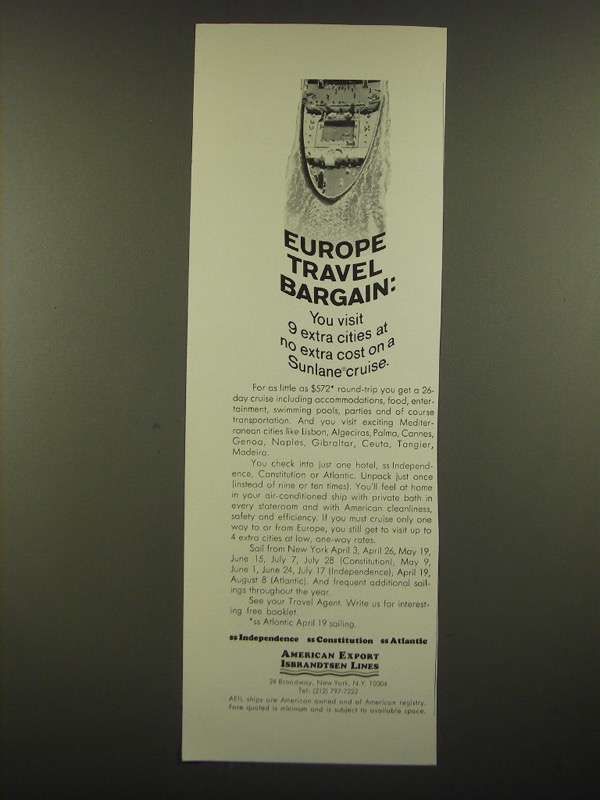 EUROPE
TRAVEL
BARGAIN:
You visit
9 extra cities at
no extra cost on a
Sunlane® cruise.
For as little as $572* round-trip you get a 26-
day cruise including accommodations, food, enter-
tainment, swimming pools, parties and of course
transportation. And you visit exciting Mediter-
ranean cities like Lisbon, Algeciras, Palma, Cannes,
Genoa, Naples, Gibraltar, Ceuta, Tangier,
Madeira.
You check into just one hotel, ss Independ-
ence, Constitution or Atlantic. Unpack just once
(instead of nine or ten times). You'll feel at home
in your air-conditioned ship with private bath in
every stateroom and with American cleanliness,
safety and efficiency. If you must cruise only one
way to or from Europe, you still get to visit up to
4 extra cities at low, one-way rates.
Sail from New York April 3, April 26, May 19,
June 15, July 7, July 28 (Constitution), May 9,
June 1, June 24, July 17 (Independence), April 19,
August 8 (Atlantic). And frequent additional sail-
ings throughout the year.
See your Travel Agent. Write us for interest-
ing free booklet.
*ss Atlantic April 19 sailing.
ss Independence ss Constitution ss Atlantic
AMERICAN EXPORT
ISBRANDTSEN LINES
24 Broadway, New York, N.Y. 10004
Tel: (212) 797-7222
AEIL ships are American owned and of American registry.
Fare quoted is minimum and is subject to available space.